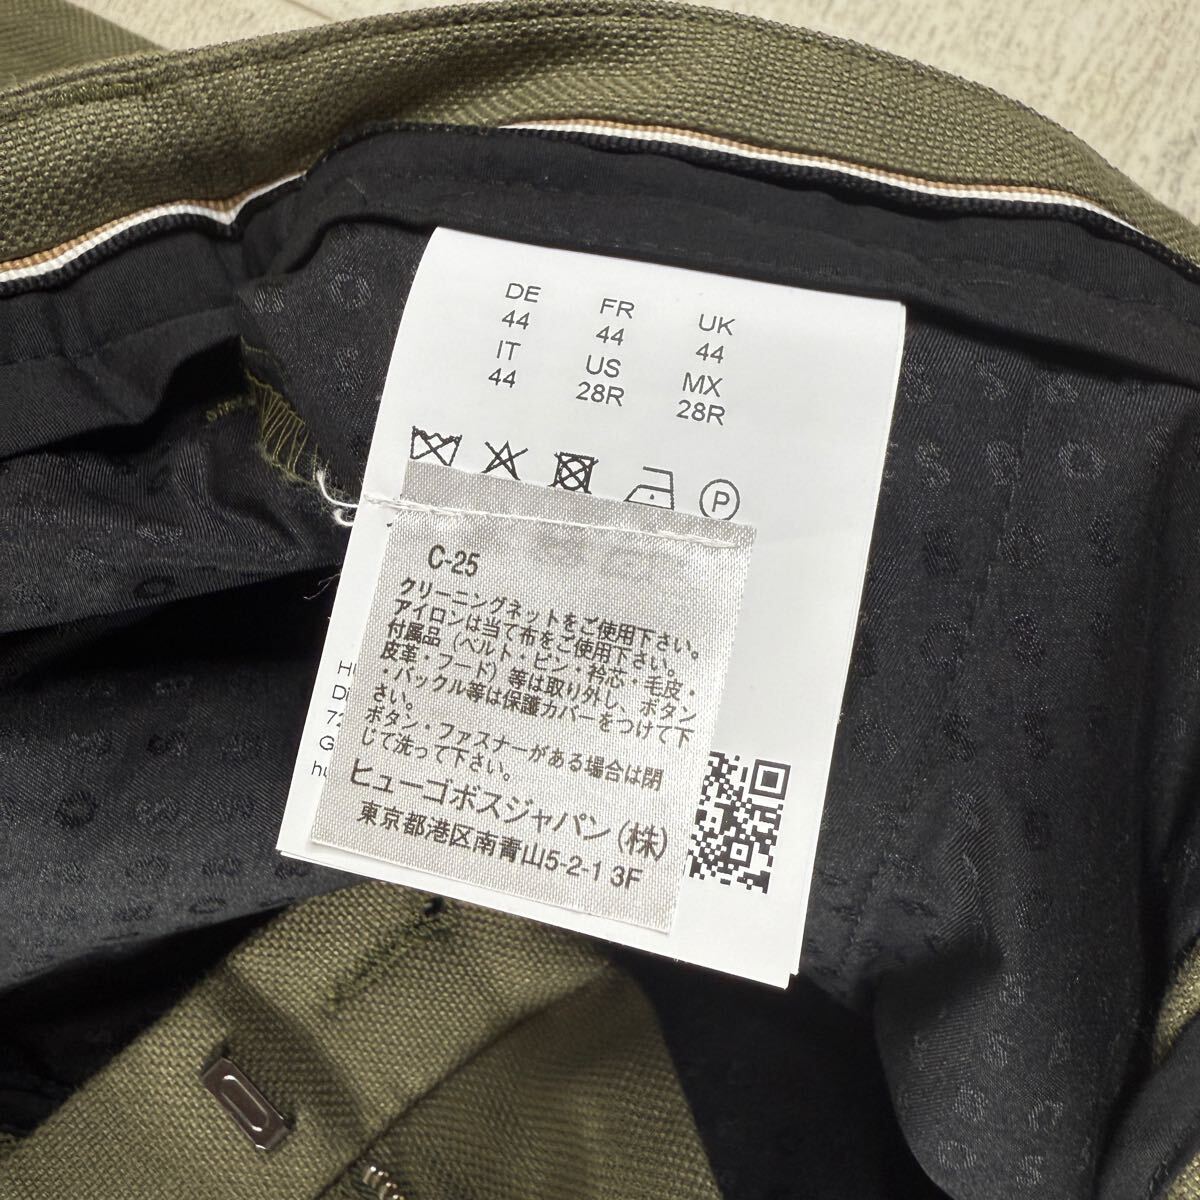 DE FR UK
44 44 44
IT US MX
44 28R 28R
P
C-25
クリーニングネットをご使用下さい。
アイロンは当て布をご使用下さい。
付属品（ベルト・ピン・衿芯・毛皮・
皮革・フード）等は取り外し、ボタン
・バックル等は保護カバーをつけて下
さい。
ボタン・ファスナーがある場合は閉
じて洗って下さい。
ヒューゴボスジャパン(株)
東京都港区南青山5-2-1 3F